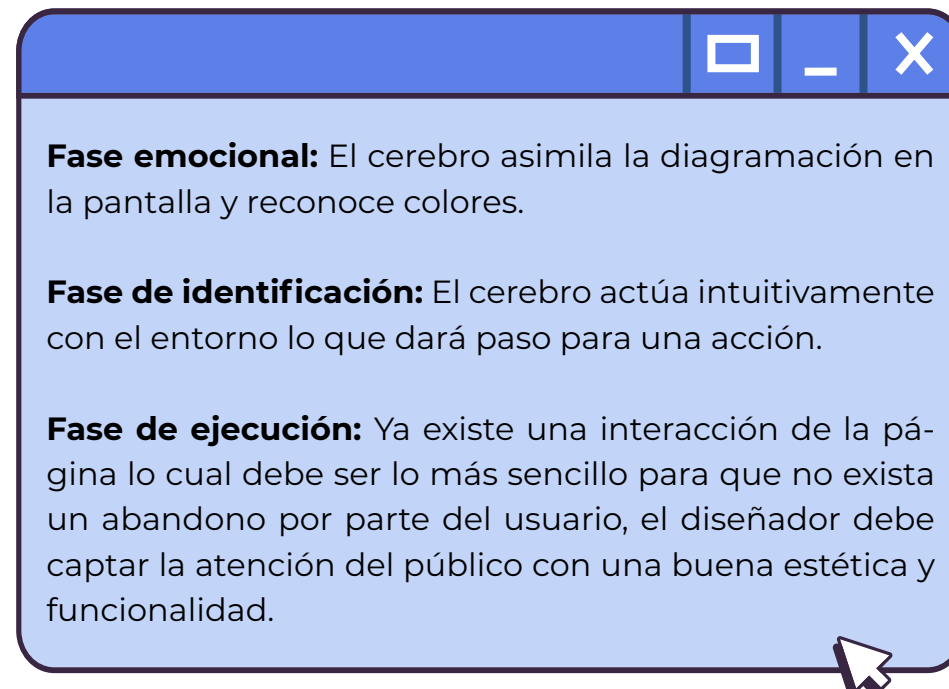 Fase emocional: El cerebro asimila la diagramación en
la pantalla y reconoce colores.
Fase de identificación: El cerebro actúa intuitivamente
con el entorno lo que dará paso para una acción.
Fase de ejecución: Ya existe una interacción de la pá-
gina lo cual debe ser lo más sencillo para que no exista
un abandono por parte del usuario, el diseñador debe
captar la atención del público con una buena estética y
funcionalidad.